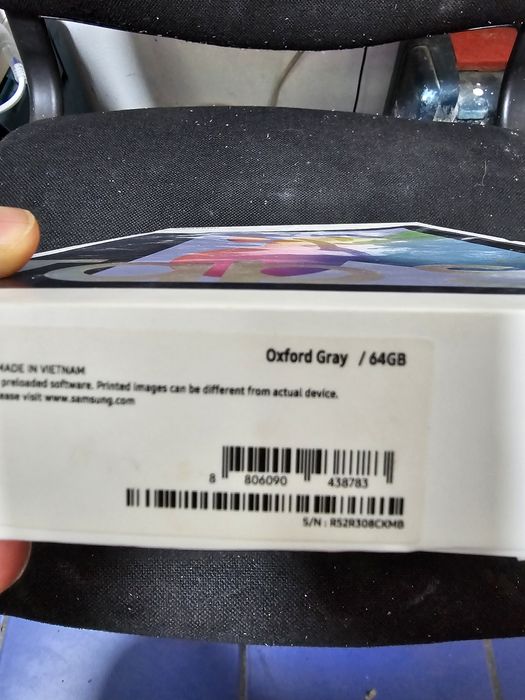 Oxford Gray / 64GB
MADE IN VIETNAM
preloaded software. Printed images can be different from actual device.
ease visit www.samsung.com
8 806090 438783
S/N : R52R308CKMB